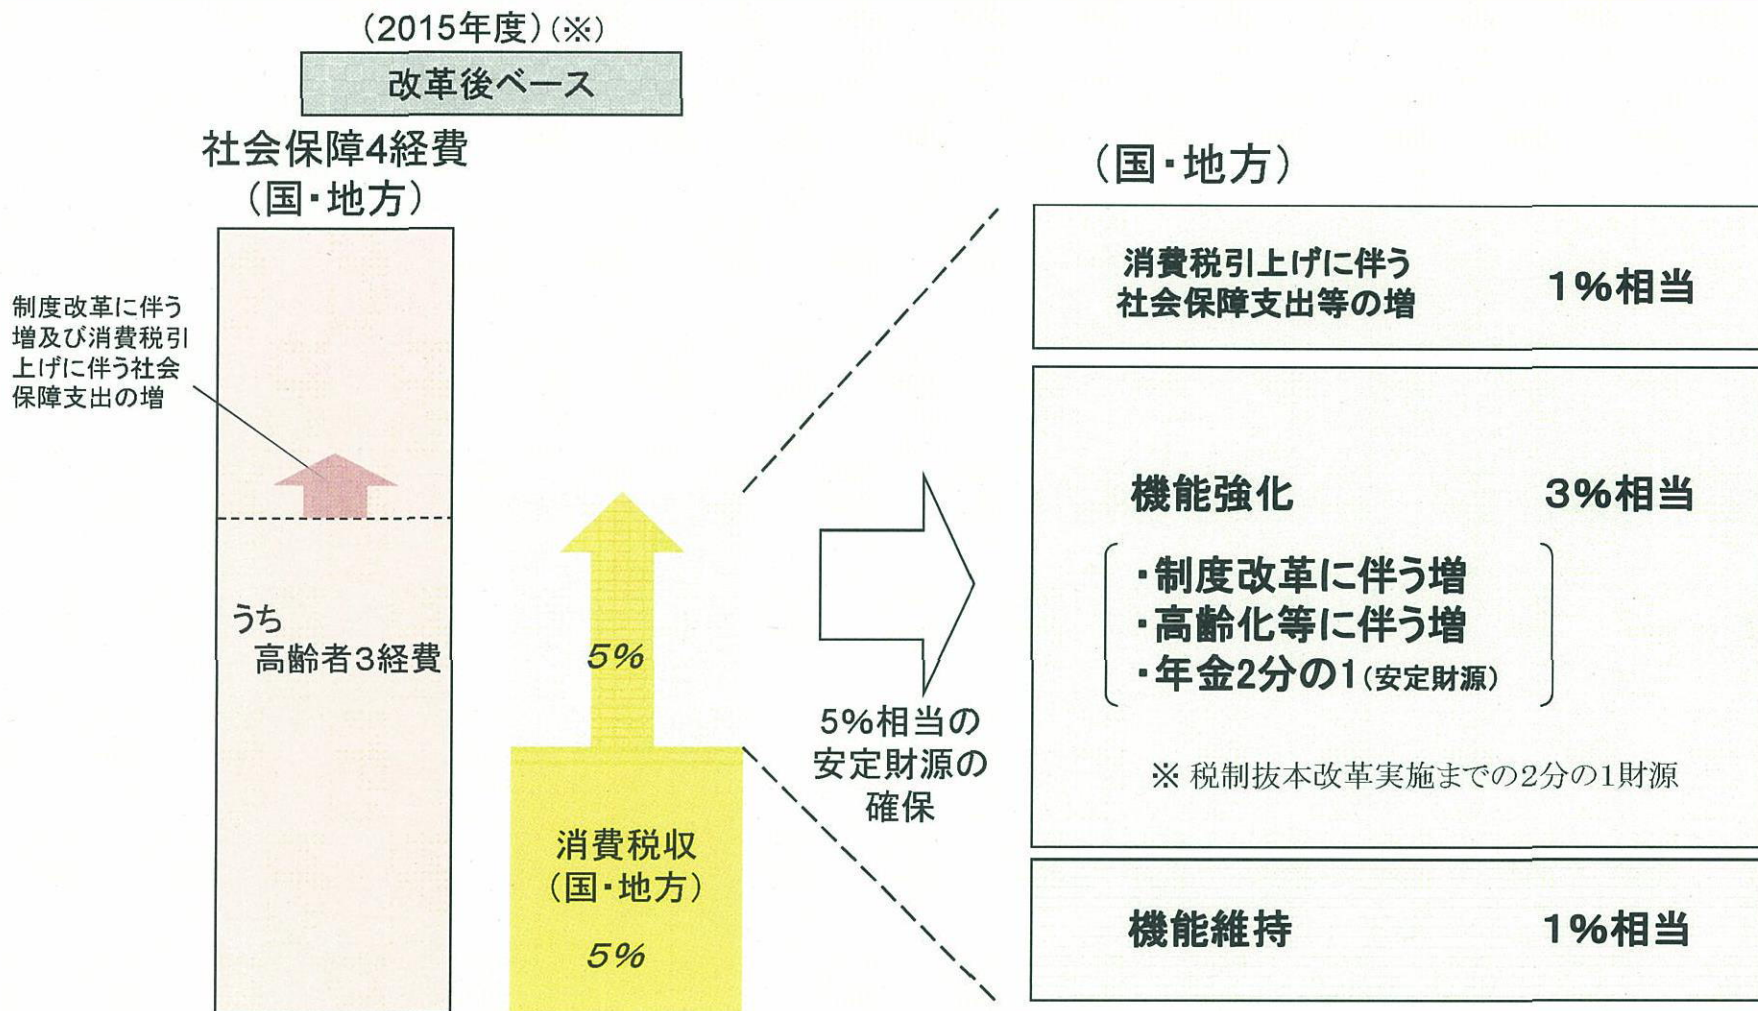 (2015年度)(※)
改革後ベース
社会保障4経費
(国・地方)
制度改革に伴う
増及び消費税引
上げに伴う社会
保障支出の増
うち
高齢者3経費
5%
消費税収
(国・地方)
5%
5%相当の
安定財源の
確保
(国・地方)
消費税引上げに伴う
社会保障支出等の増
1%相当
機能強化 3%相当
・制度改革に伴う増
・高齢化等に伴う増
・年金2分の1(安定財源)
※ 税制抜本改革実施までの2分の1財源
機能維持 1%相当